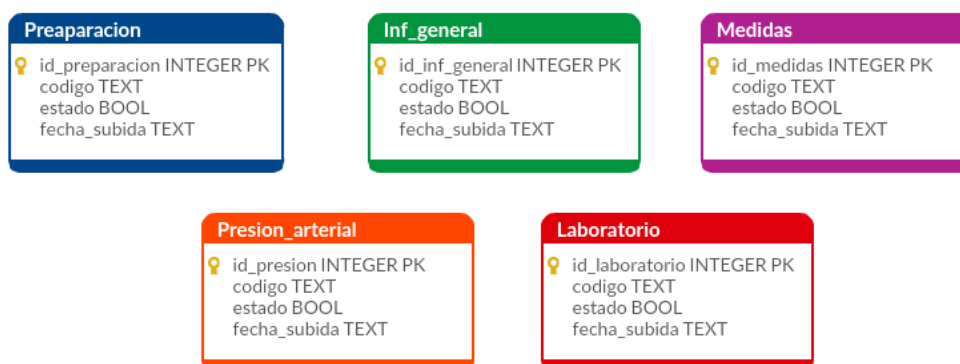 Preaparacion
id_preparacion INTEGER PK
codigo TEXT
estado BOOL
fecha_subida TEXT
Inf_general
id_inf_general INTEGER PK
codigo TEXT
estado BOOL
fecha_subida TEXT
Medidas
id_medidas INTEGER PK
codigo TEXT
estado BOOL
fecha_subida TEXT
Presion_arterial
id_presion INTEGER PK
codigo TEXT
estado BOOL
fecha_subida TEXT
Laboratorio
id_laboratorio INTEGER PK
codigo TEXT
estado BOOL
fecha_subida TEXT